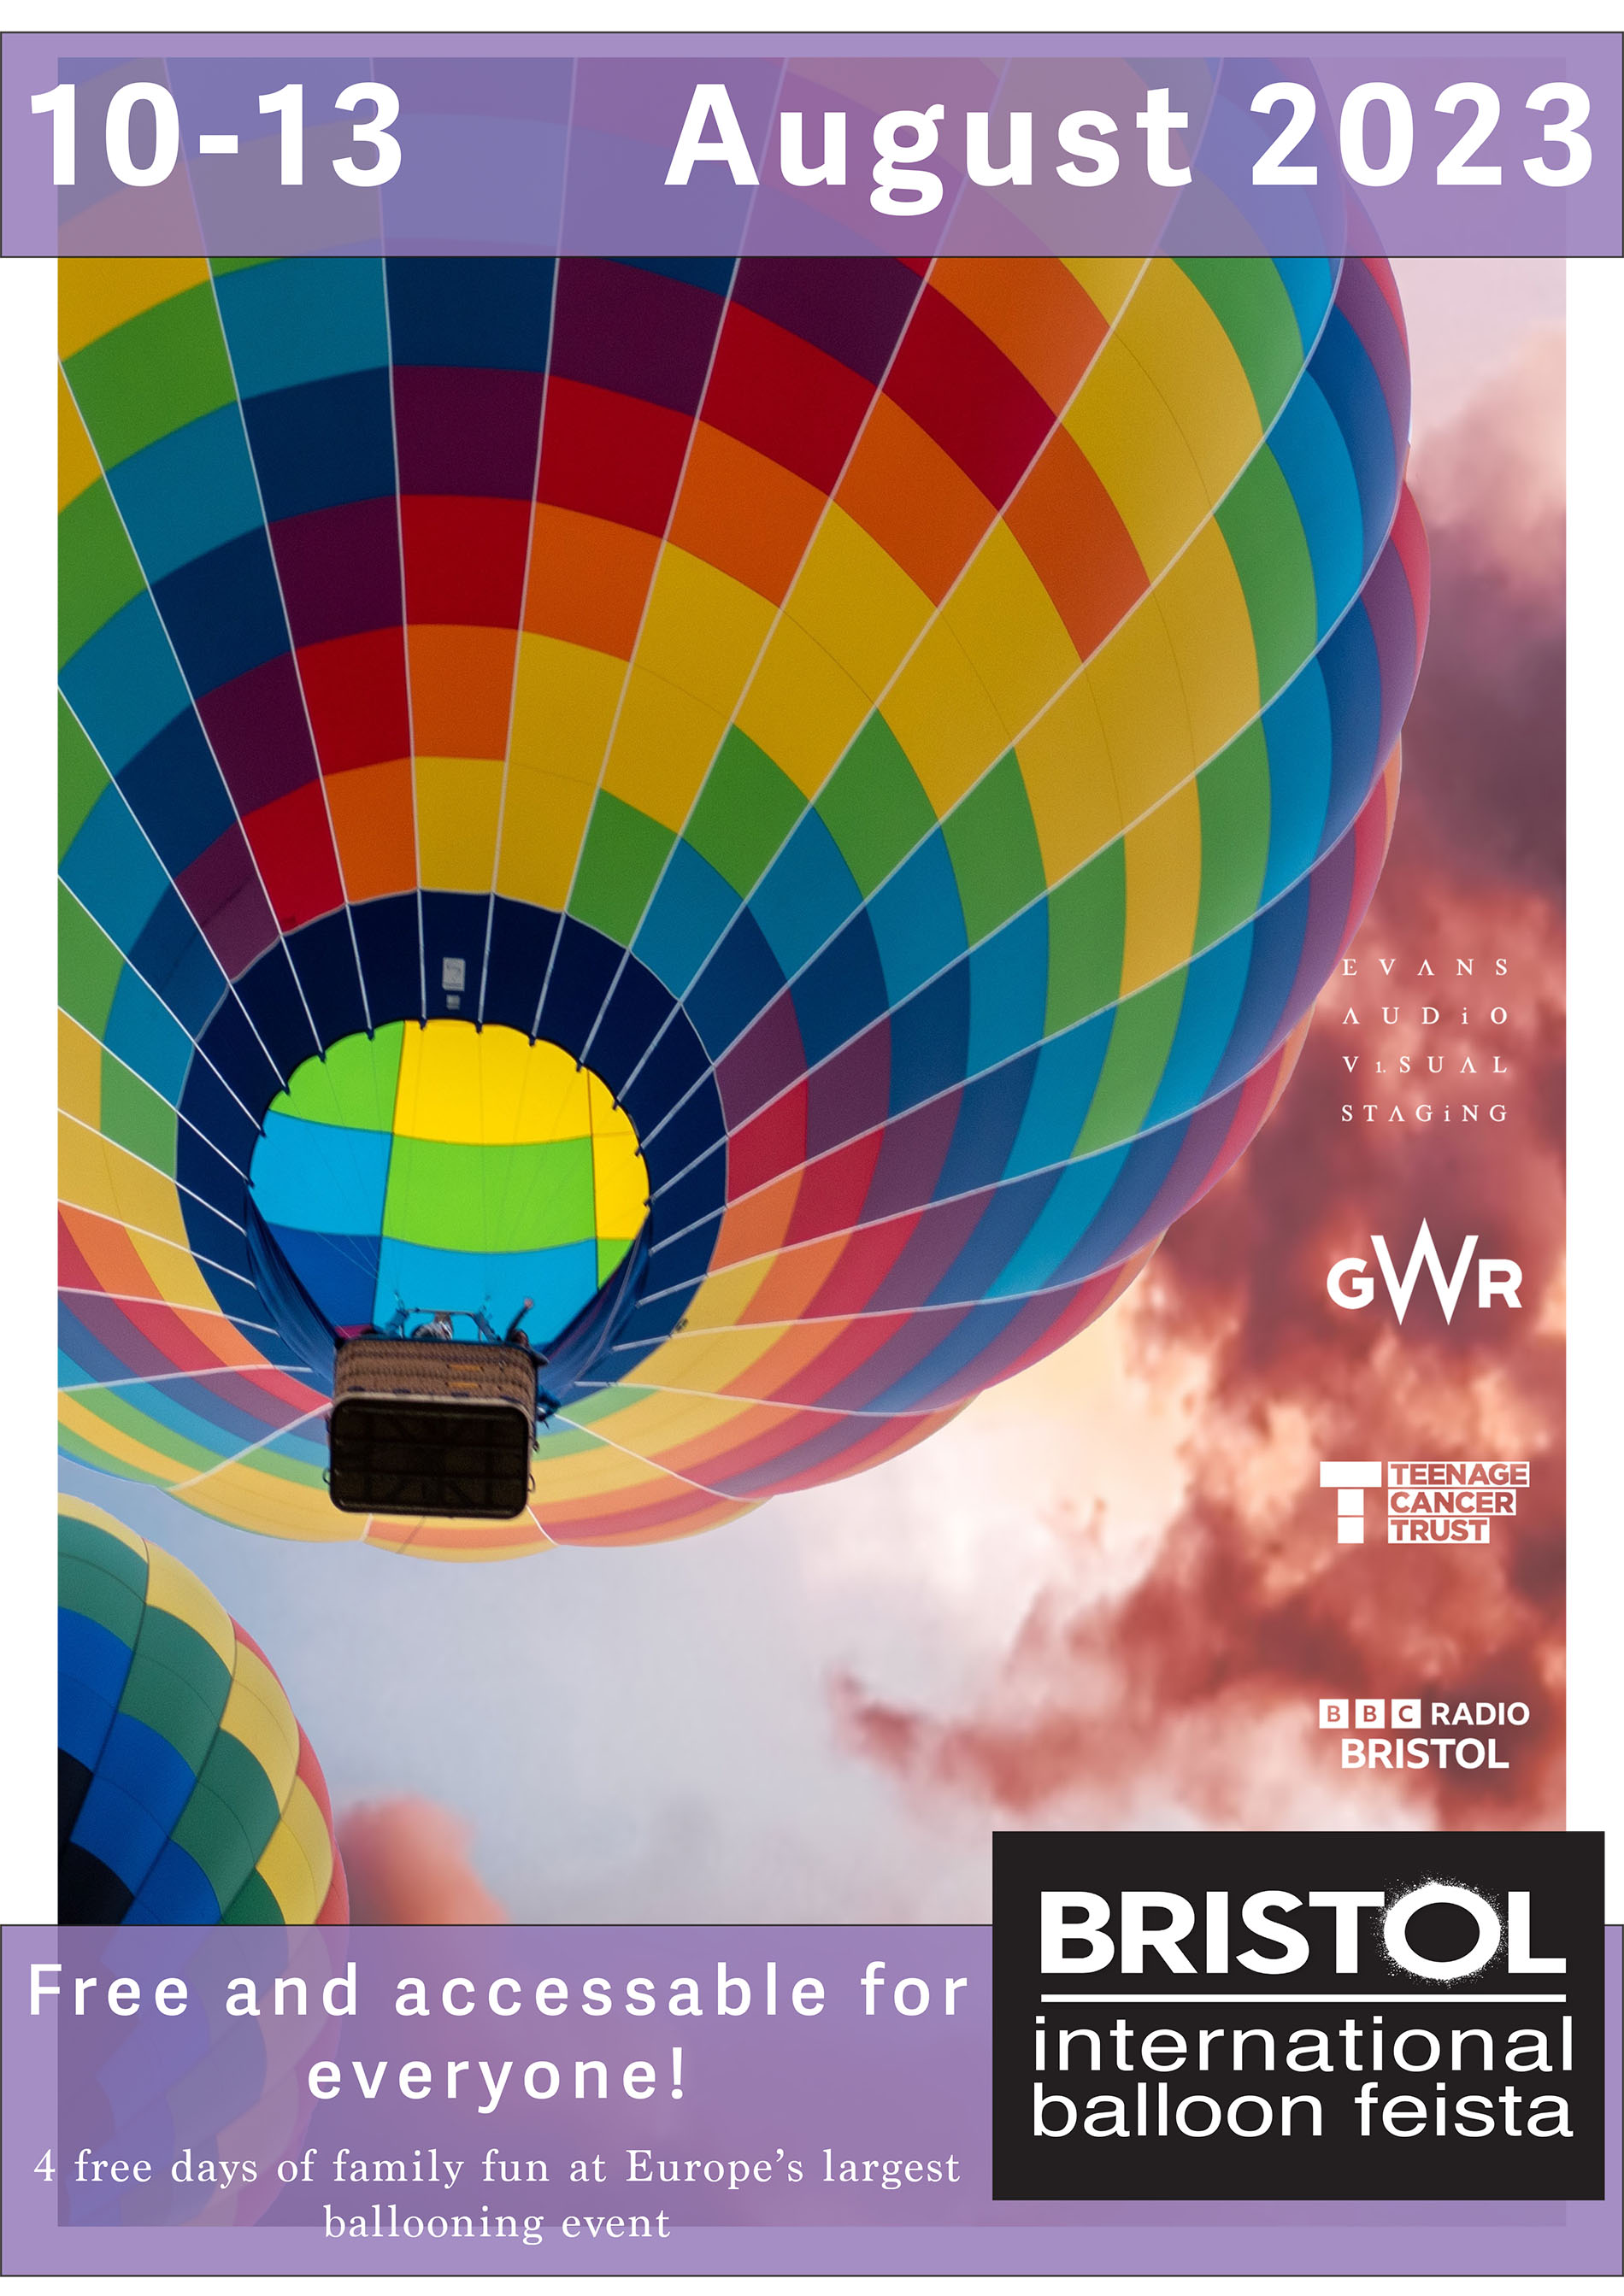 10-13 August 2023
EVANS
AUDiO
ViSUAL
STAGiNG
GWR
TEENAGE
CANCER
TRUST
BBC RADIO
BRISTOL
Free and accessable for
everyone!
4 free days of family fun at Europe’s largest
ballooning event
BRISTOL
international
balloon feista